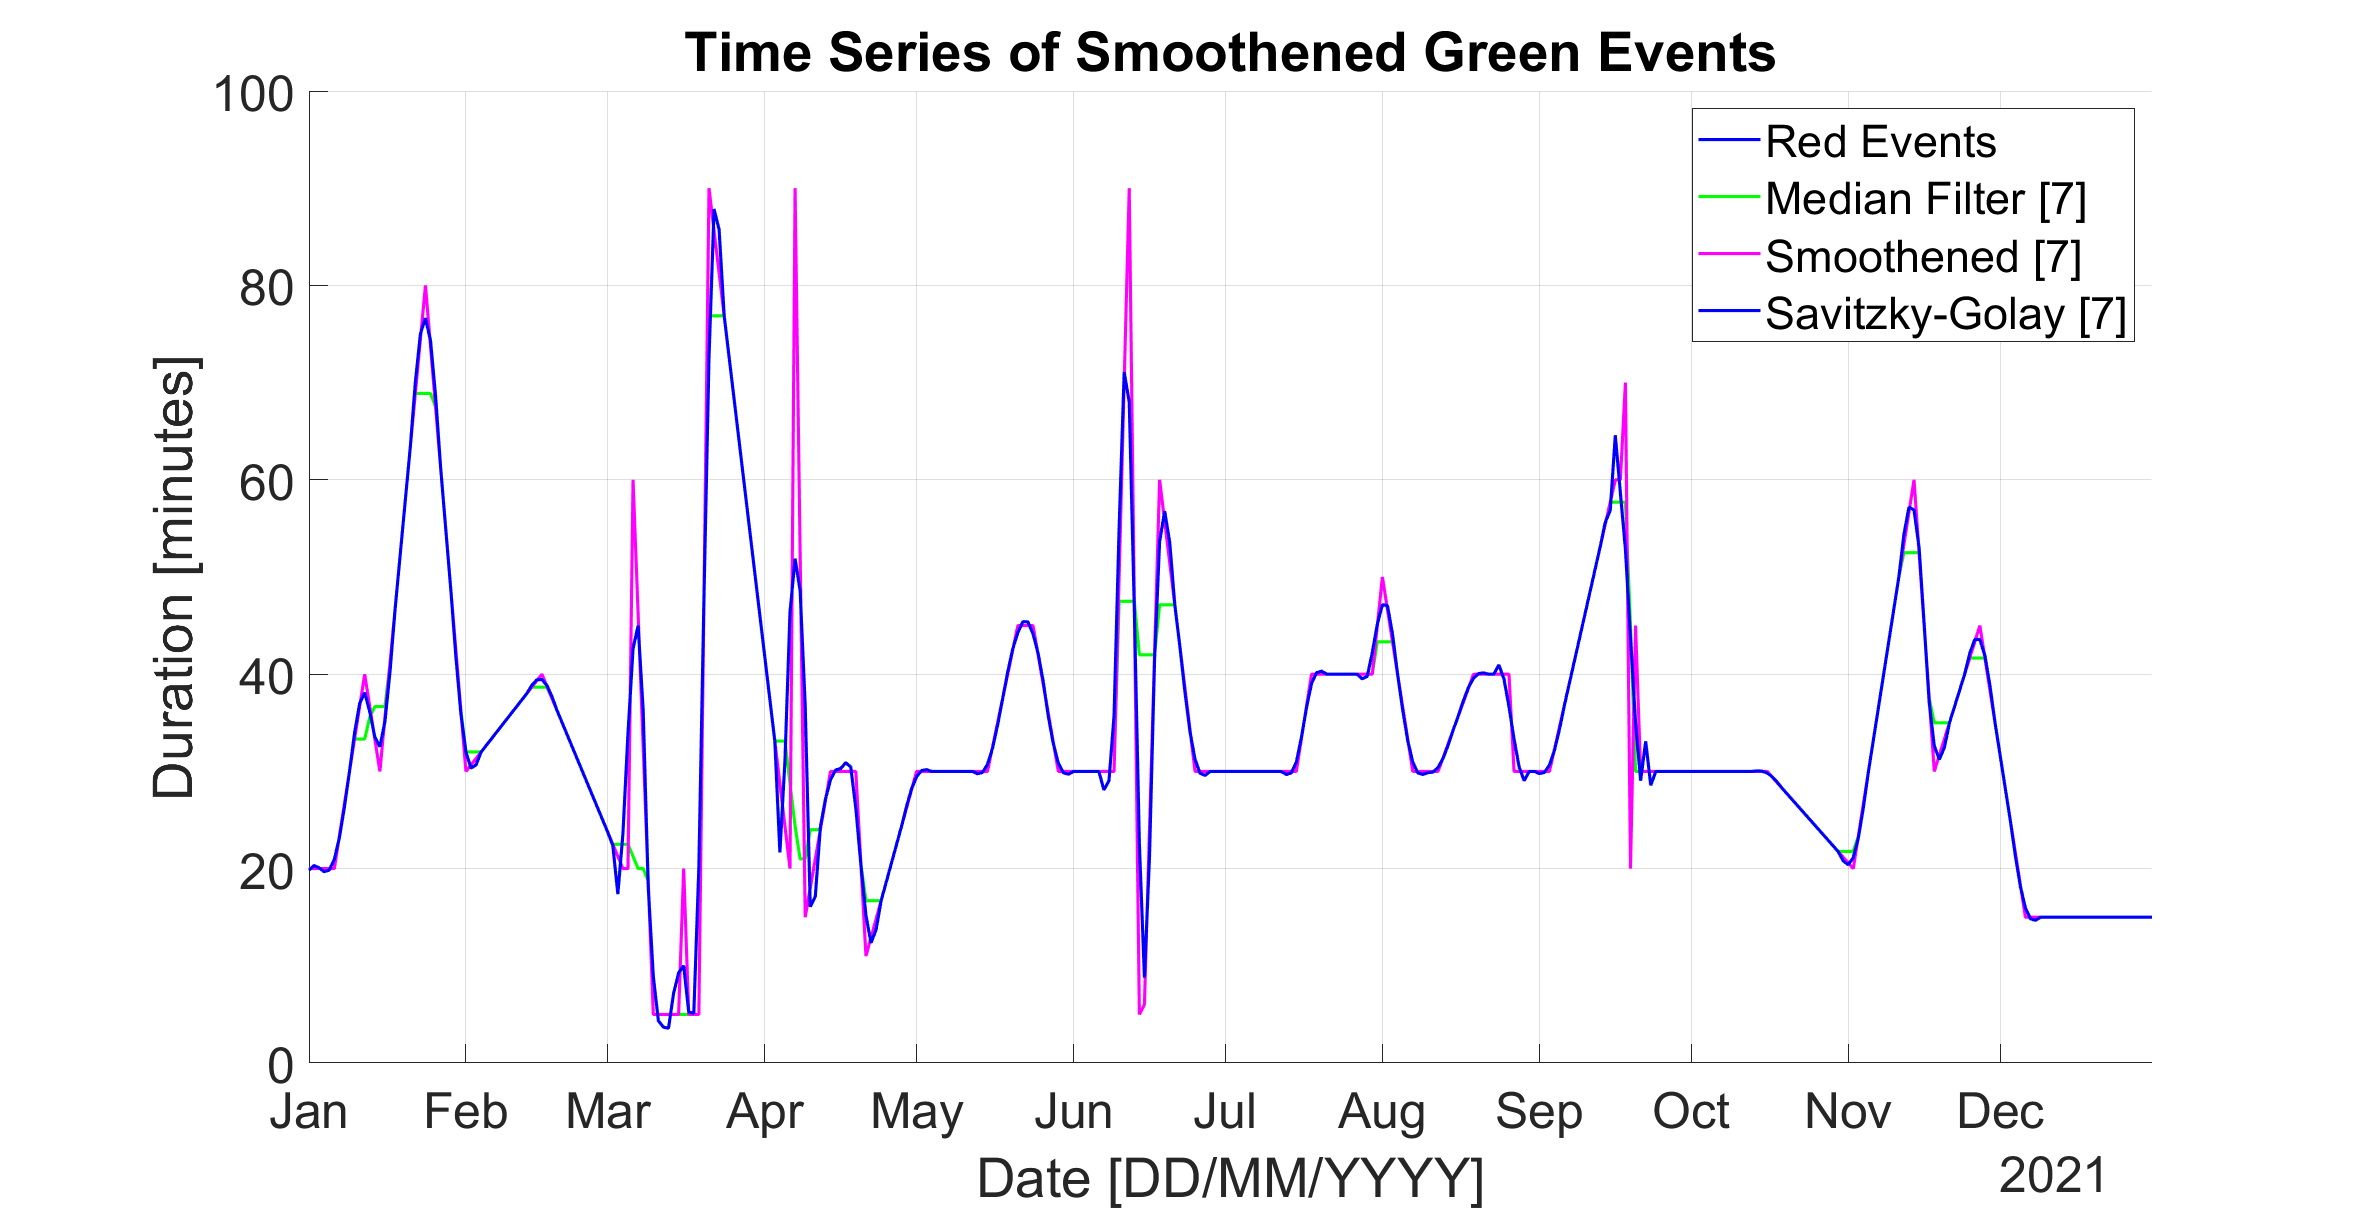 Time Series of Smoothened Green Events
100
80
60
40
20
0
Duration [minutes]
Red Events
Median Filter [7]
Smoothened [7]
Savitzky-Golay [7]
Jan Feb Mar Apr May Jun Jul Aug Sep Oct Nov Dec
2021
Date [DD/MM/YYYY]